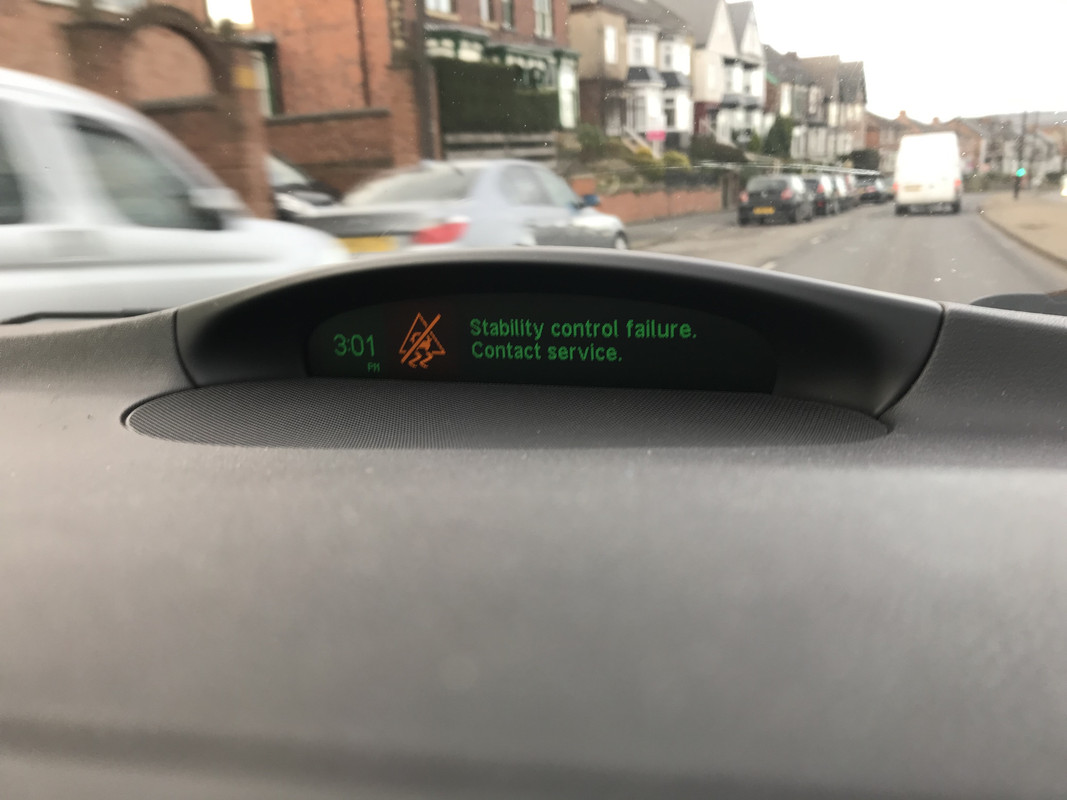 3:01
PM
Stability control failure.
Contact service.